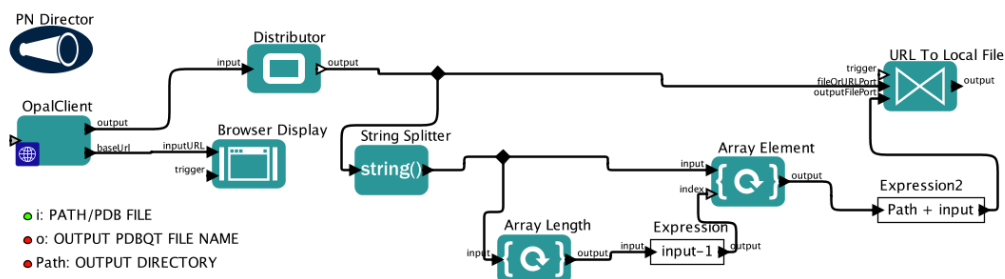 PN Director
Distributor
input
output
URL To Local File
trigger
fileOrURLPort
outputFilePort
output
OpalClient
output
baseUrl
Browser Display
inputURL
trigger
String Splitter
string()
Array Element
input
index
{ }
output
Expression2
Path + input
Array Length
input
{ }
output
Expression
input
input-1
output
i: PATH/PDB FILE
o: OUTPUT PDBQT FILE NAME
Path: OUTPUT DIRECTORY